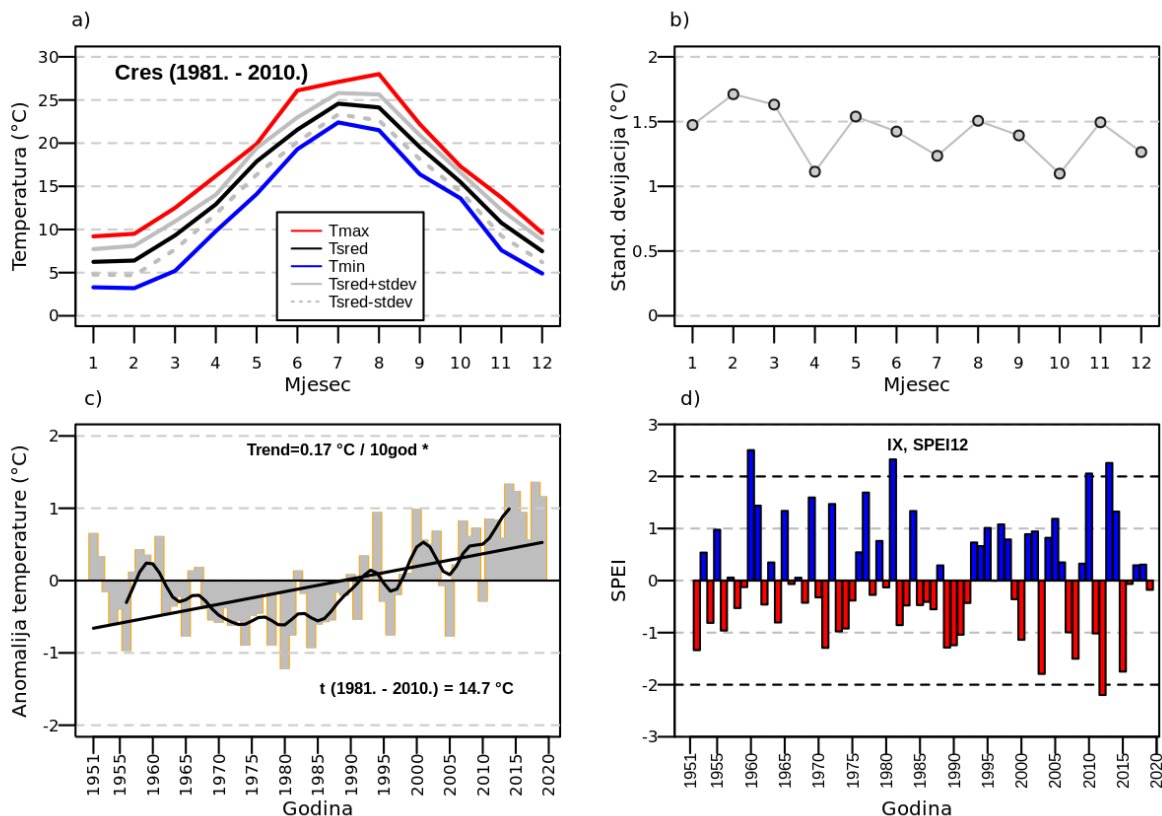 a)
Cres (1981. - 2010.)
Temperatura (°C)
30
25
20
15
10
5
0
Tmax
Tsred
Tmin
Tsred+stdev
Tsred-stdev
1 2 3 4 5 6 7 8 9 10 11 12
Mjesec
b)
Stand. devijacija (°C)
2
1.5
1
0.5
0
1 2 3 4 5 6 7 8 9 10 11 12
Mjesec
c)
Trend=0.17 °C / 10god *
Anomalija temperature (°C)
2
1
0
-1
-2
t (1981. - 2010.) = 14.7 °C
1951 1955 1960 1965 1970 1975 1980 1985 1990 1995 2000 2005 2010 2015 2020
Godina
d)
IX, SPEI12
SPEI
3
2
1
0
-1
-2
-3
1951 1955 1960 1965 1970 1975 1980 1985 1990 1995 2000 2005 2010 2015 2020
Godina